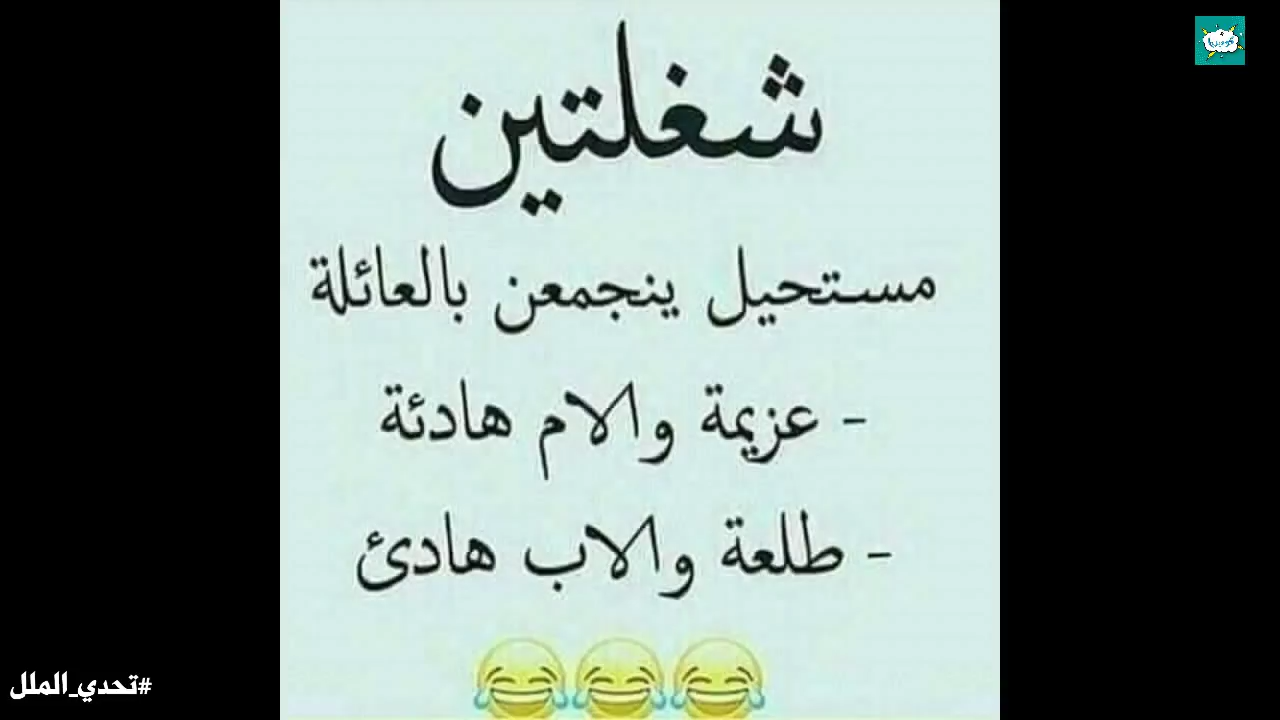 شغلتين
مستحيل ينجمعن بالعائلة
- عزيمة والام هادئة
- طلعة والاب هادئ
😂😂😂
#تحدي_الملل